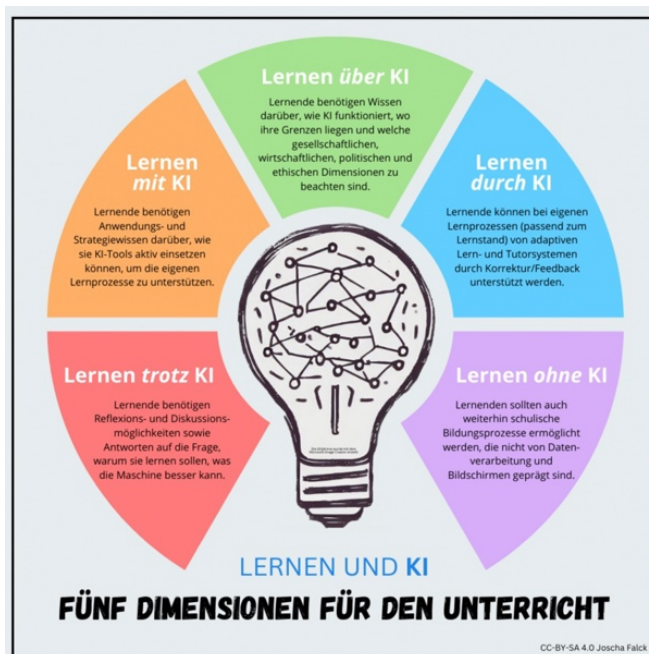 Lernen über KI
Lernende benötigen Wissen
darüber, wie KI funktioniert, wo
ihre Grenzen liegen und welche
gesellschaftlichen,
wirtschaftlichen, politischen und
ethischen Dimensionen zu
beachten sind.
Lernen
mit KI
Lernende benötigen
Anwendungs- und
Strategiewissen darüber, wie
sie KI-Tools aktiv einsetzen
können, um die eigenen
Lernprozesse zu unterstützen.
Lernen
durch KI
Lernende können bei eigenen
Lernprozessen (passend zum
Lernstand) von adaptiven
Lern- und Tutorsystemen
durch Korrektur/Feedback
unterstützt werden.
Lernen trotz KI
Lernende benötigen
Reflexions- und Diskussions-
möglichkeiten sowie
Antworten auf die Frage,
warum sie lernen sollen, was
die Maschine besser kann.
Lernen ohne KI
Lernenden sollten auch
weiterhin schulische
Bildungsprozesse ermöglicht
werden, die nicht von Daten-
verarbeitung und
Bildschirmen geprägt sind.
LERNEN UND KI
FÜNF DIMENSIONEN FÜR DEN UNTERRICHT
CC-BY-SA 4.0 Joscha Falck